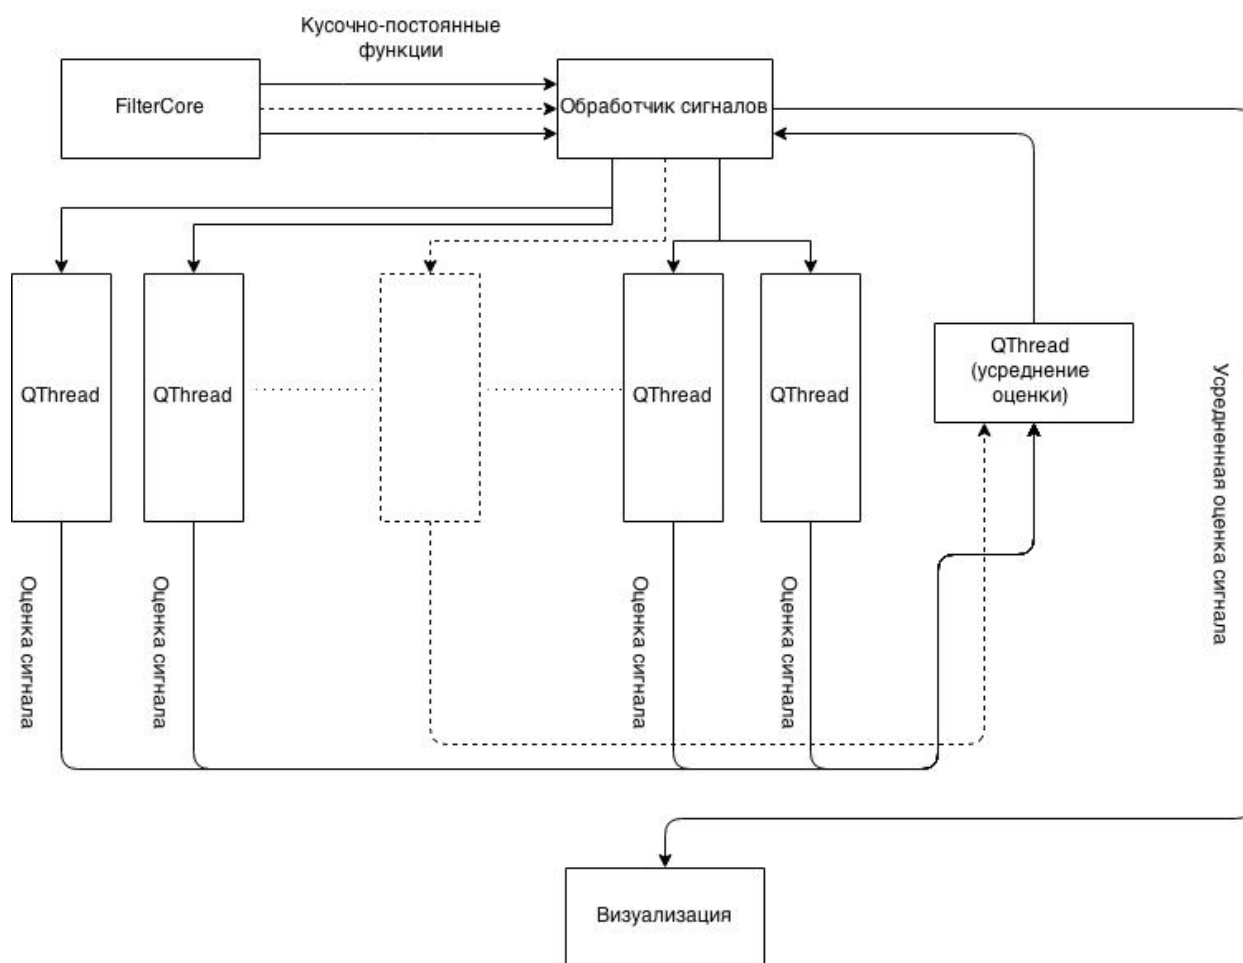 Кусочно-постоянные
функции
FilterCore
Обработчик сигналов
QThread
QThread
QThread
QThread
QThread
(усреднение
оценки)
Усредненная оценка сигнала
Оценка сигнала
Оценка сигнала
Оценка сигнала
Оценка сигнала
Визуализация